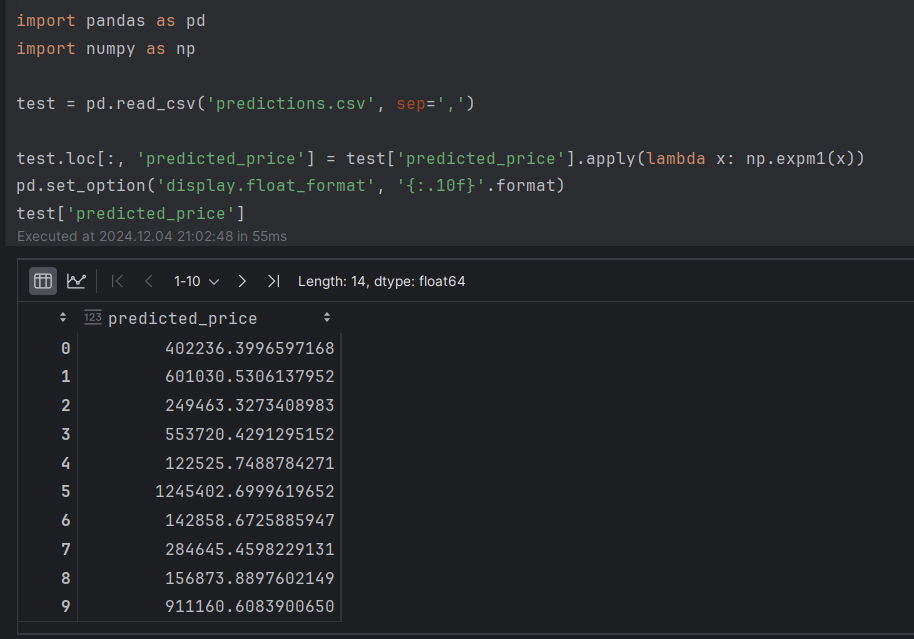 import pandas as pd
import numpy as np
test = pd.read_csv('predictions.csv', sep=',')
test.loc[:, 'predicted_price'] = test['predicted_price'].apply(lambda x: np.expm1(x))
pd.set_option('display.float_format', '{:.10f}'.format)
test['predicted_price']
Executed at 2024.12.04 21:02:48 in 55ms
1-10 Length: 14, dtype: float64
123 predicted_price
0 402236.3996597168
1 601030.5306137952
2 249463.3273408983
3 553720.4291295152
4 122525.7488784271
5 1245402.6999619652
6 142858.6725885947
7 284645.4598229131
8 156873.8897602149
9 911160.6083900650